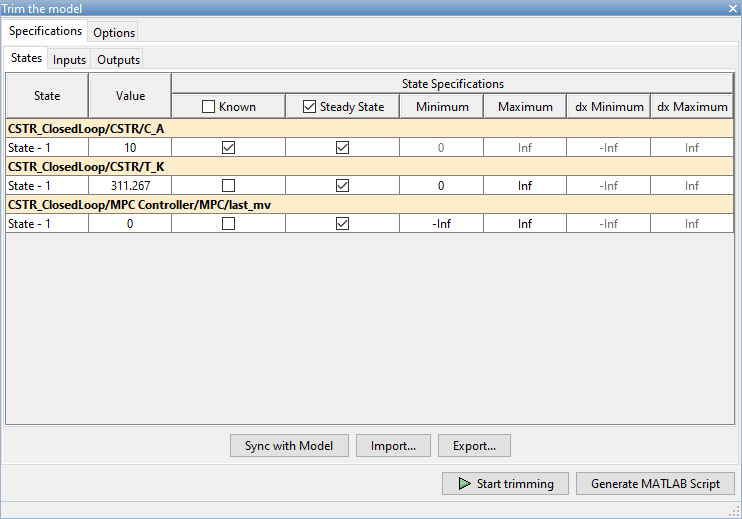 Trim the model
Specifications Options
States Inputs Outputs
State Value State Specifications
Known Steady State Minimum Maximum dx Minimum dx Maximum
CSTR_ClosedLoop/CSTR/C_A
State - 1 10 0 Inf -Inf Inf
CSTR_ClosedLoop/CSTR/T_K
State - 1 311.267 0 Inf -Inf Inf
CSTR_ClosedLoop/MPC Controller/MPC/last_mv
State - 1 0 -Inf Inf -Inf Inf
Sync with Model Import... Export...
Start trimming Generate MATLAB Script